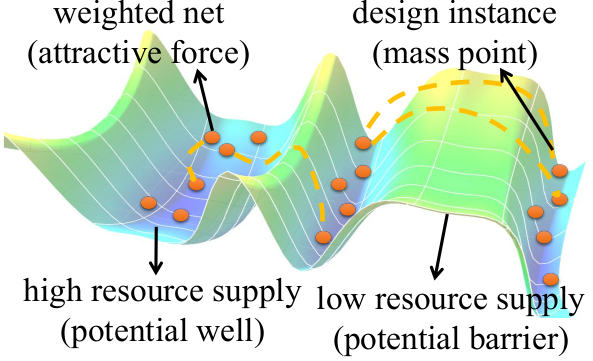 weighted net
(attractive force)
design instance
(mass point)
high resource supply
(potential well)
low resource supply
(potential barrier)